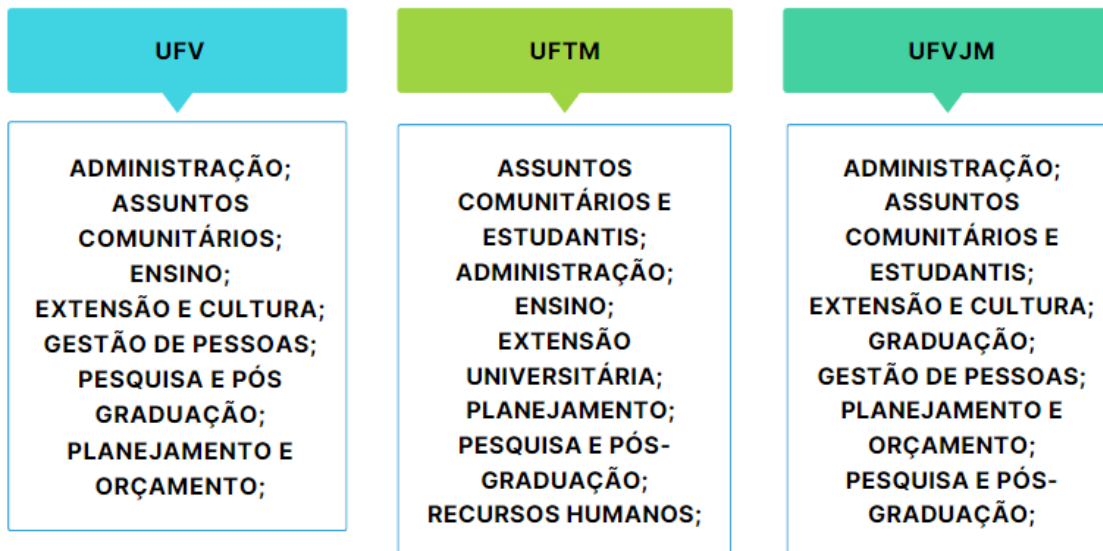 UFV
ADMINISTRAÇÃO;
ASSUNTOS
COMUNITÁRIOS;
ENSINO;
EXTENSÃO E CULTURA;
GESTÃO DE PESSOAS;
PESQUISA E PÓS
GRADUAÇÃO;
PLANEJAMENTO E
ORÇAMENTO;
UFTM
ASSUNTOS
COMUNITÁRIOS E
ESTUDANTIS;
ADMINISTRAÇÃO;
ENSINO;
EXTENSÃO
UNIVERSITÁRIA;
PLANEJAMENTO;
PESQUISA E PÓS-
GRADUAÇÃO;
RECURSOS HUMANOS;
UFVJM
ADMINISTRAÇÃO;
ASSUNTOS
COMUNITÁRIOS E
ESTUDANTIS;
EXTENSÃO E CULTURA;
GRADUAÇÃO;
GESTÃO DE PESSOAS;
PLANEJAMENTO E
ORÇAMENTO;
PESQUISA E PÓS-
GRADUAÇÃO;